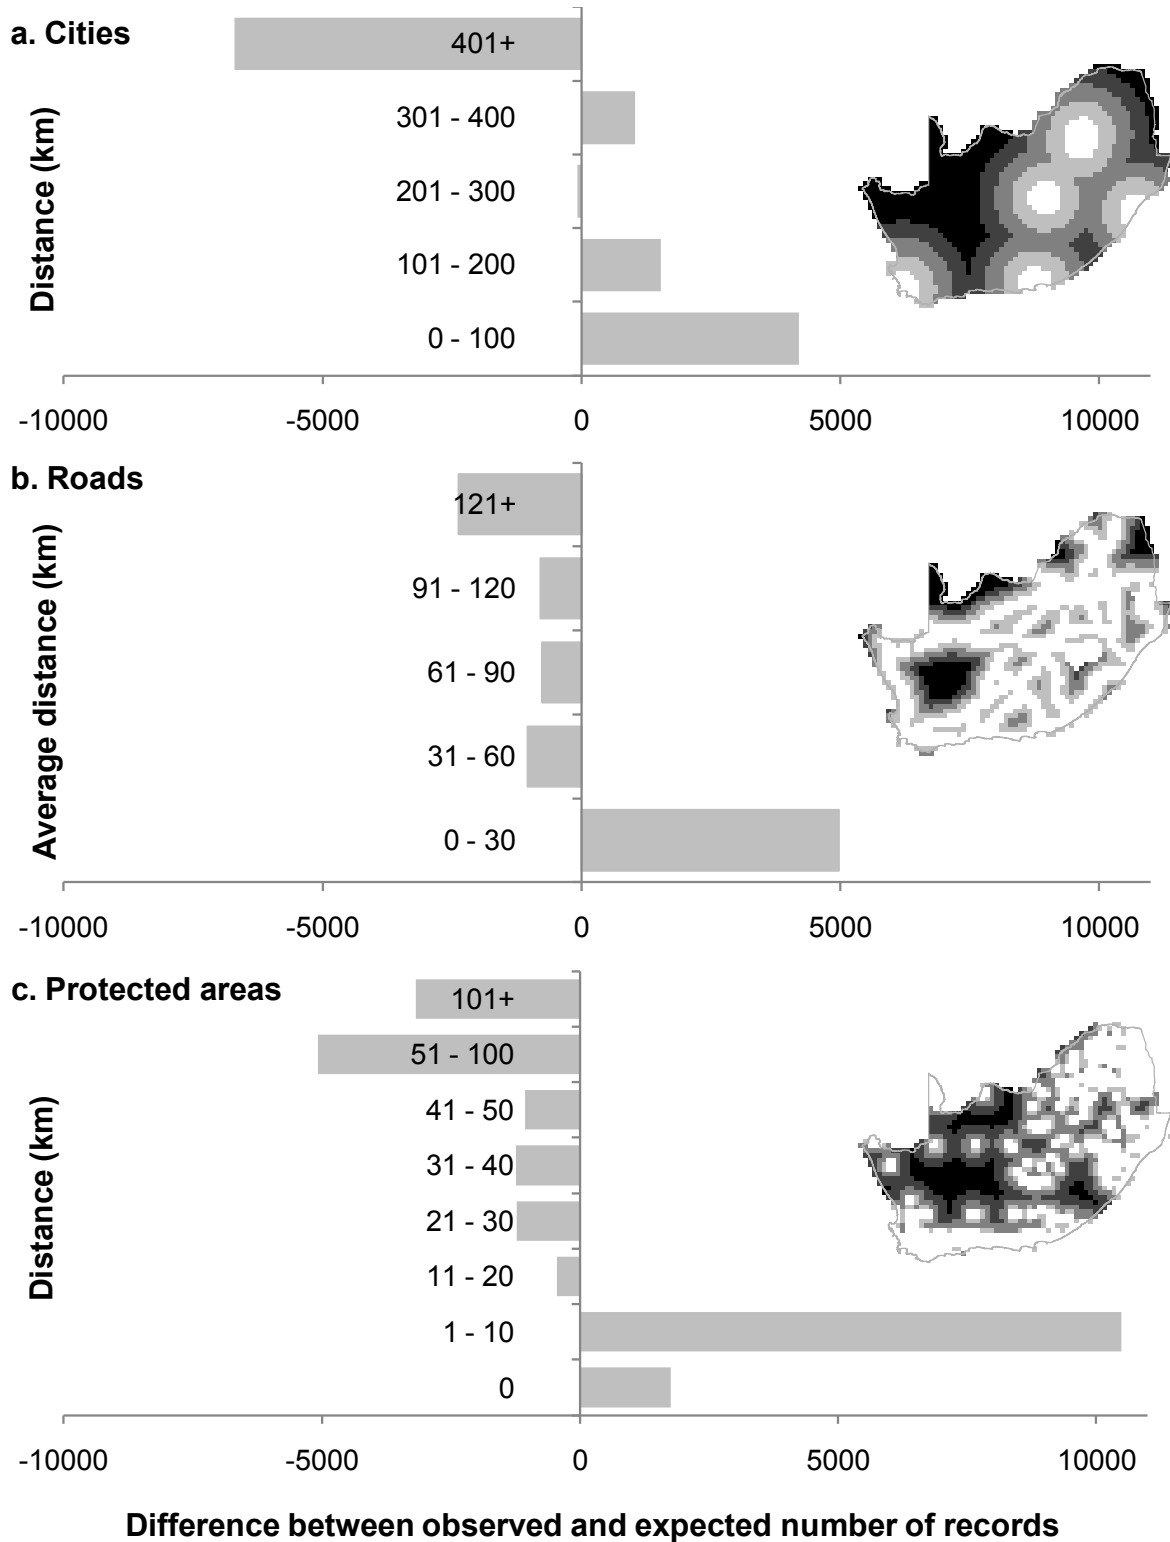 a. Cities
Distance (km)
401+
301 - 400
201 - 300
101 - 200
0 - 100
-10000 -5000 0 5000 10000
b. Roads
Average distance (km)
121+
91 - 120
61 - 90
31 - 60
0 - 30
-10000 -5000 0 5000 10000
c. Protected areas
Distance (km)
101+
51 - 100
41 - 50
31 - 40
21 - 30
11 - 20
1 - 10
0
-10000 -5000 0 5000 10000
Difference between observed and expected number of records